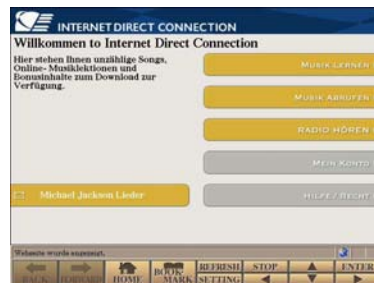 INTERNET DIRECT CONNECTION
Willkommen to Internet Direct Connection
Hier stehen Ihnen unzählige Songs,
Online- Musiklektionen und
Bonusinhalte zum Download zur
Verfügung.
MUSIK LERNEN
MUSIK ABRUFEN
RADIO HÖREN
MEIN KONTO
HILFE / RECHT
Michael Jackson Lieder
Webseite wurde angezeigt.
BACK FORWARD HOME BOOK MARK REFRESH SETTING STOP ENTER